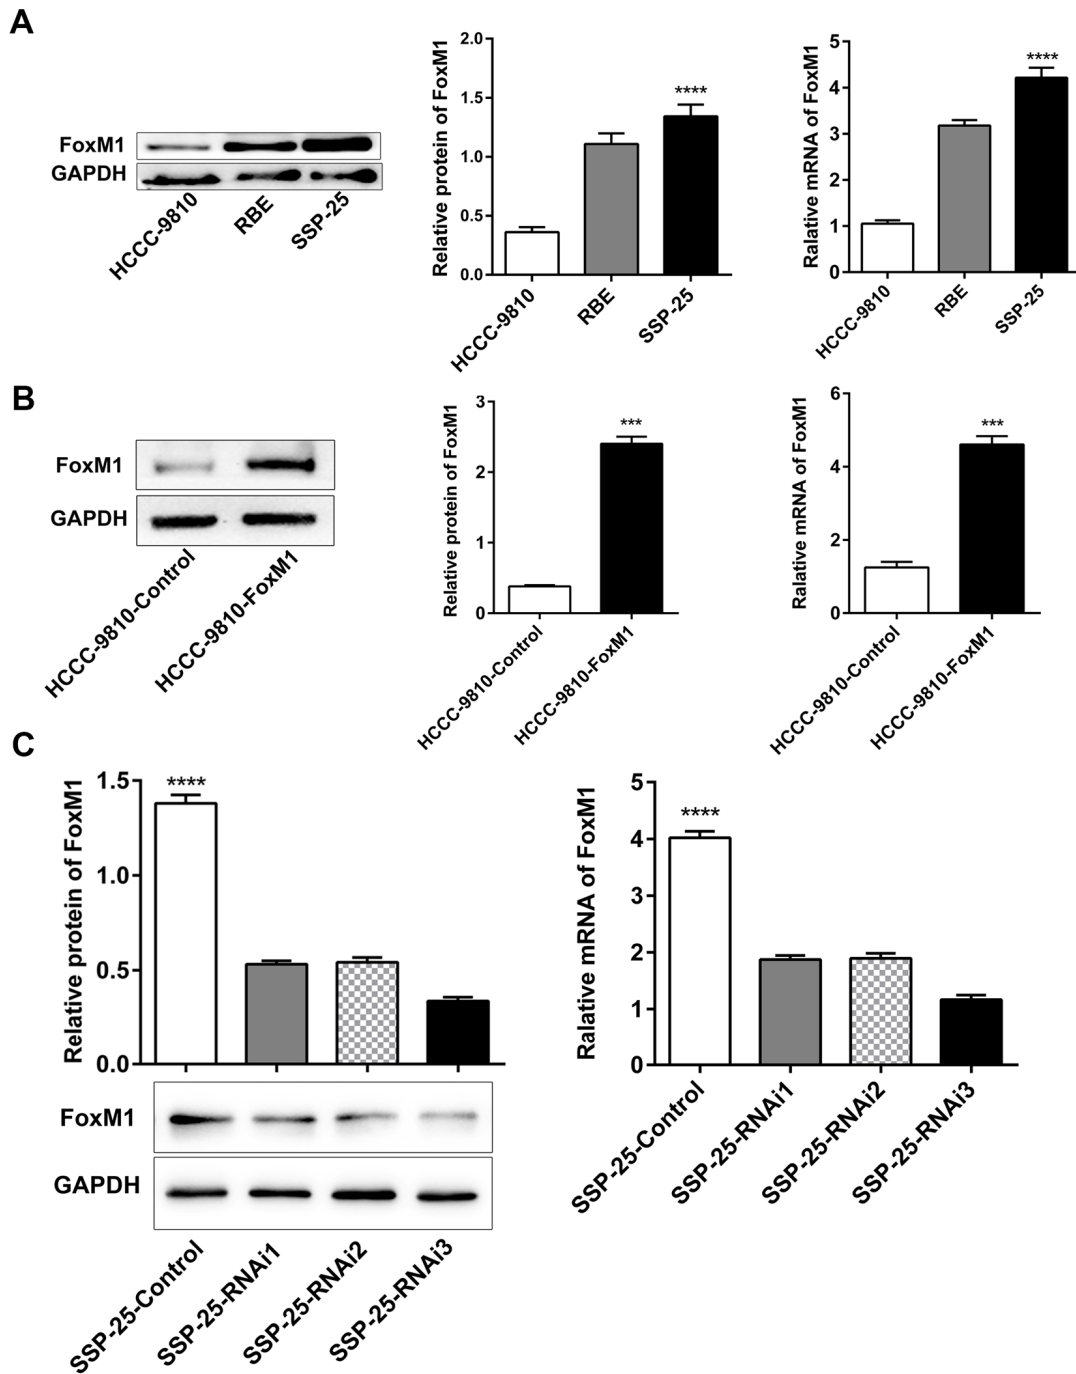 A
FoxM1
GAPDH
HCCC-9810
RBE
SSP-25
Relative protein of FoxM1
2.0
1.5
1.0
0.5
0.0
****
HCCC-9810
RBE
SSP-25
Ralative mRNA of FoxM1
5
4
3
2
1
0
****
HCCC-9810
RBE
SSP-25
B
FoxM1
GAPDH
HCCC-9810-Control
HCCC-9810-FoxM1
Relative protein of FoxM1
3
2
1
0
***
HCCC-9810-Control
HCCC-9810-FoxM1
Ralative mRNA of FoxM1
6
4
2
0
***
HCCC-9810-Control
HCCC-9810-FoxM1
C
Relative protein of FoxM1
1.5
1.0
0.5
0.0
****
FoxM1
GAPDH
SSP-25-Control
SSP-25-RNAi1
SSP-25-RNAi2
SSP-25-RNAi3
Ralative mRNA of FoxM1
5
4
3
2
1
0
****
SSP-25-Control
SSP-25-RNAi1
SSP-25-RNAi2
SSP-25-RNAi3